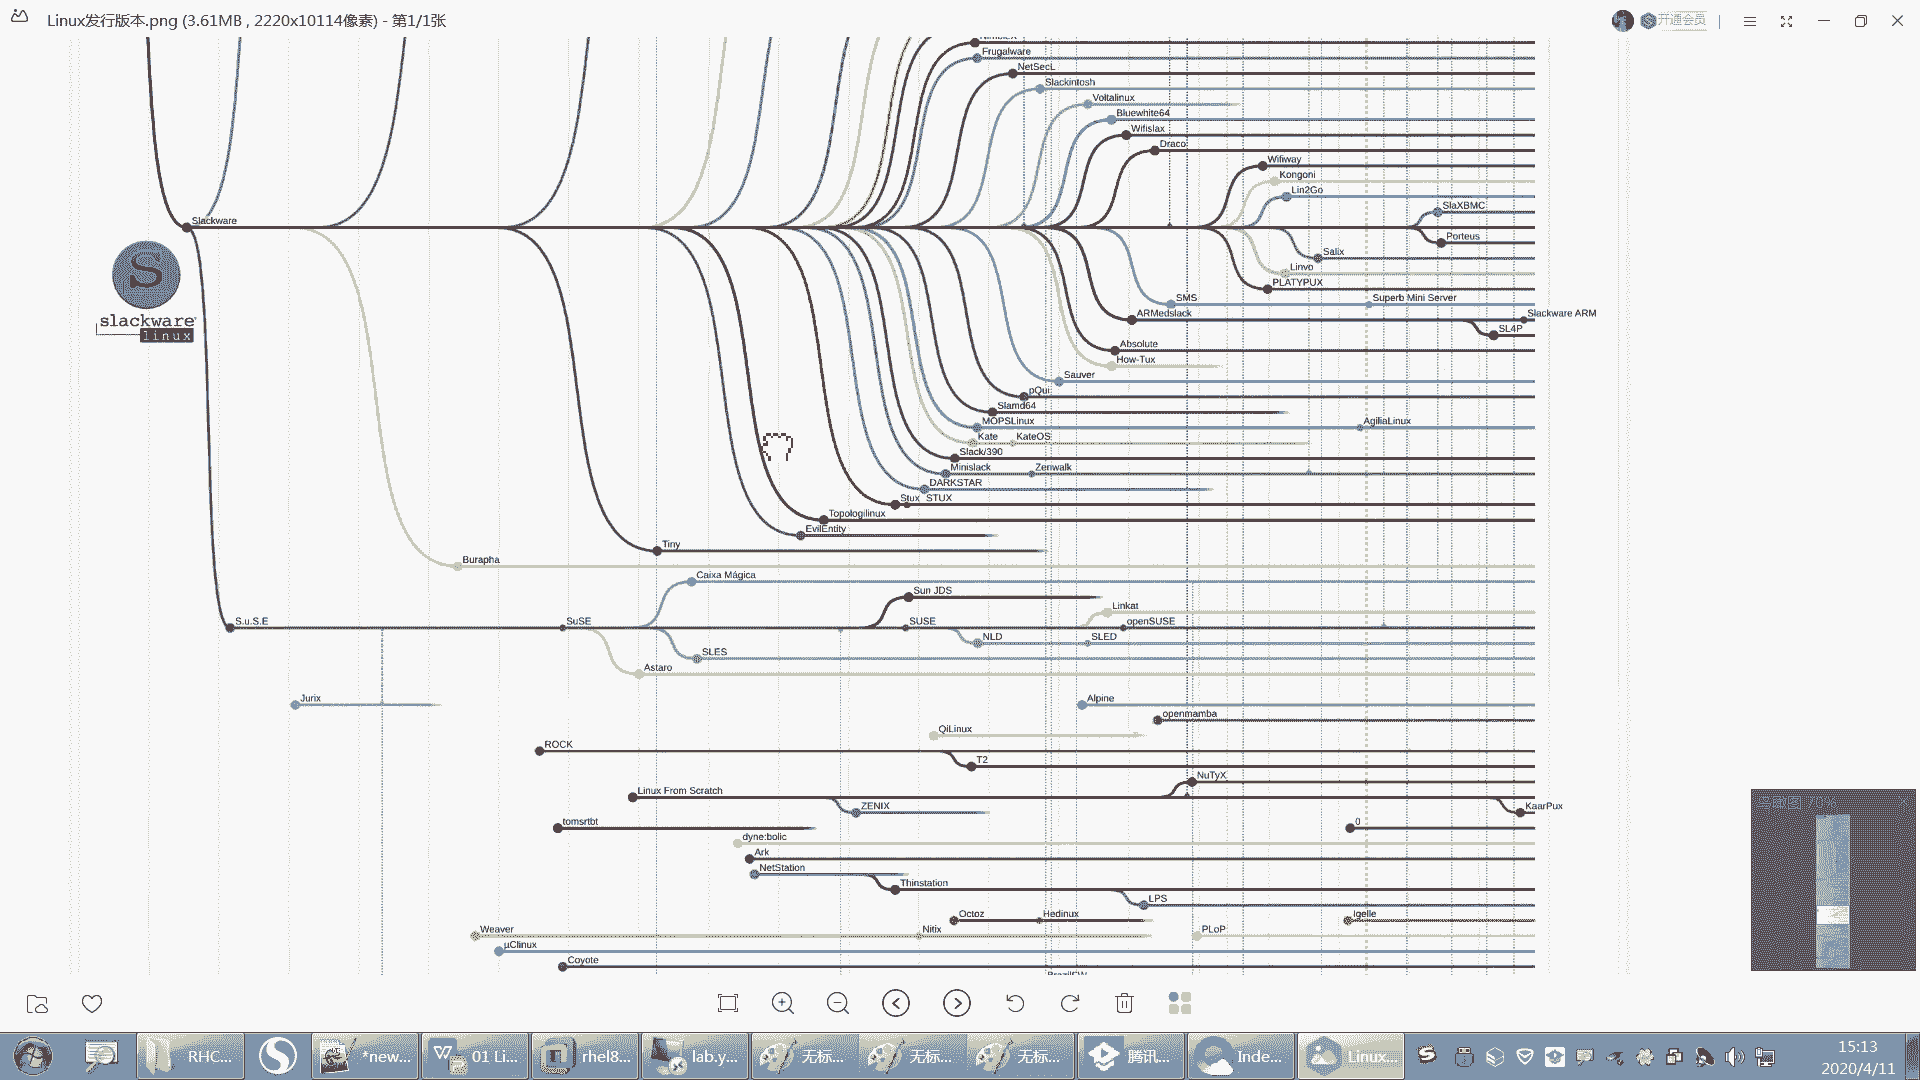 Linux发行版本.png (3.61MB , 2220x10114像素) - 第1/1张
开通会员
Frugalware
NetSecL
Slackintosh
Voltalinux
Bluewhite64
Wifislax
Draco
Wifiway
Kongoni
Lin2Go
SlaXBMC
Slackware
Porteus
Salix
Linvo
PLATYPUX
SMS
Superb Mini Server
ARMedslack
Slackware ARM
SL4P
slackware
linux
Absolute
How-Tux
Sauver
pQui
Slamd64
MOPSLinux
AgiliaLinux
Kate
KateOS
Slack/390
Minislack
Zenwalk
DARKSTAR
Stux
STUX
Topologilinux
EvilEntity
Tiny
Burapha
Caixa Mágica
Sun JDS
Linkat
S.u.S.E
SuSE
SUSE
openSUSE
NLD
SLED
SLES
Astaro
Jurix
Alpine
openmamba
QiLinux
ROCK
T2
NuTyX
Linux From Scratch
ZENIX
KaarPux
tomsrtbt
0
dyne:bolic
Ark
NetStation
Thinstation
LPS
Octoz
Hedinux
Igelle
Weaver
Nitix
PLoP
µClinux
Coyote
鸟瞰图 70%
RHC...
*new...
01 Li...
rhel8...
lab.y...
无标...
无标...
无标...
腾讯...
Inde...
Linux...
15:13
2020/4/11